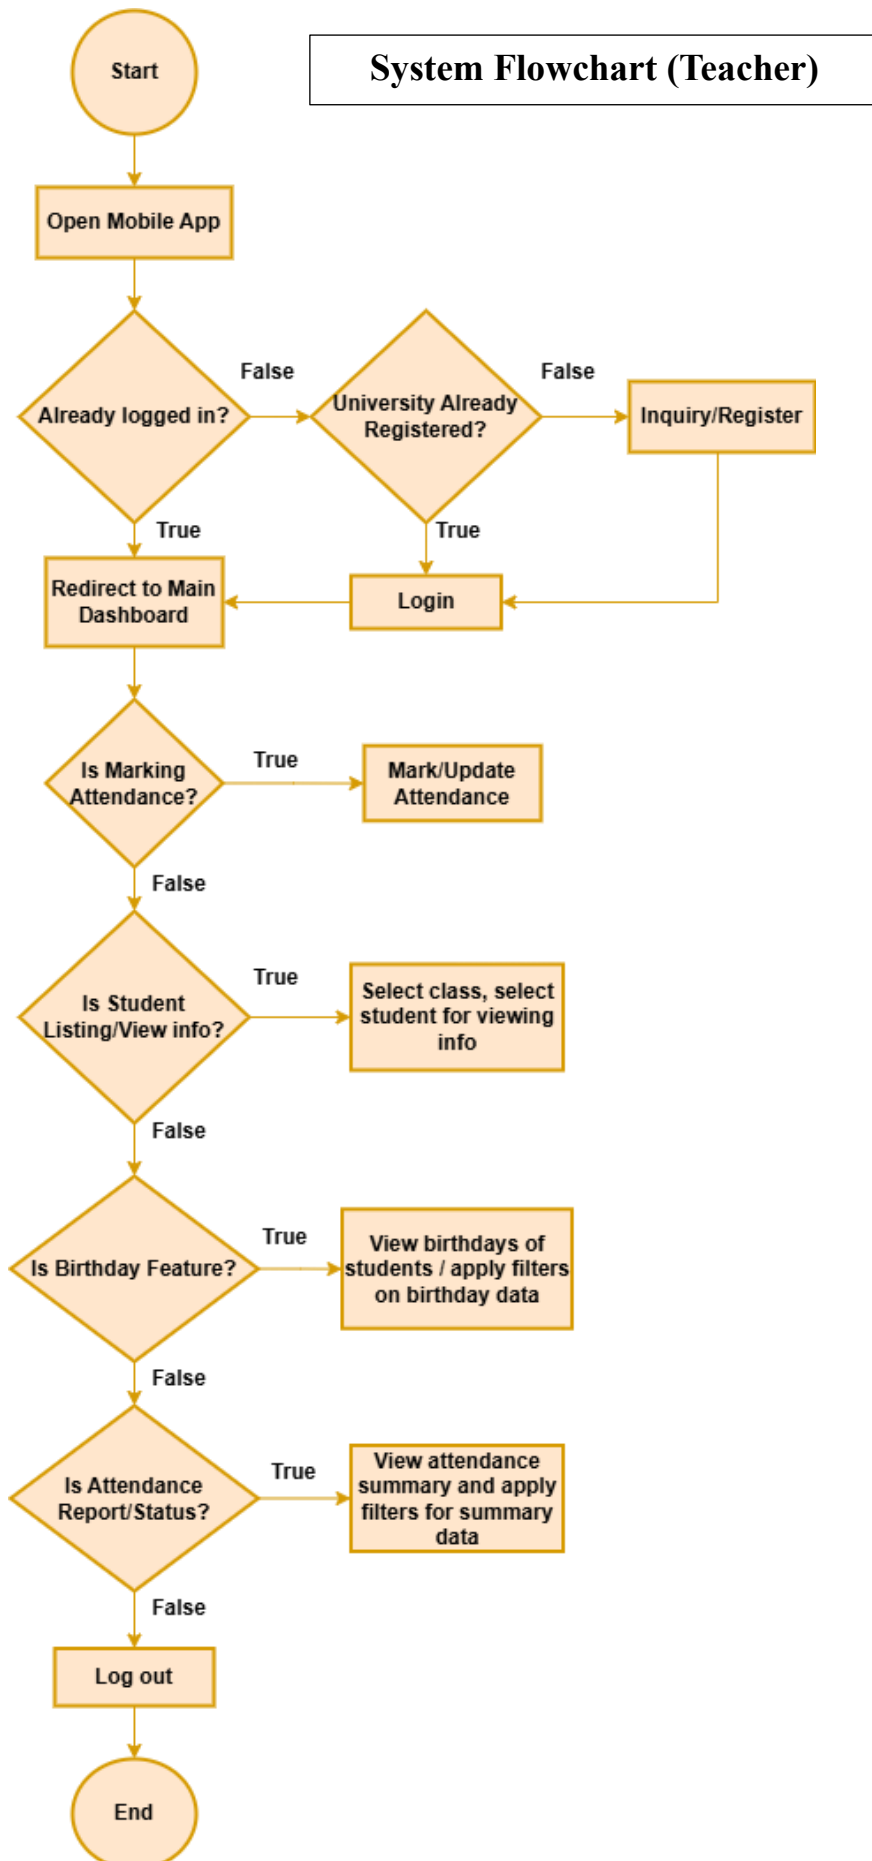 Start
System Flowchart (Teacher)
Open Mobile App
False
False
Already logged in?
University Already
Registered?
Inquiry/Register
True
True
Redirect to Main
Dashboard
Login
Is Marking
Attendance?
True
Mark/Update
Attendance
False
Is Student
Listing/View info?
True
Select class, select
student for viewing
info
False
Is Birthday Feature?
True
View birthdays of
students / apply filters
on birthday data
False
Is Attendance
Report/Status?
True
View attendance
summary and apply
filters for summary
data
False
Log out
End